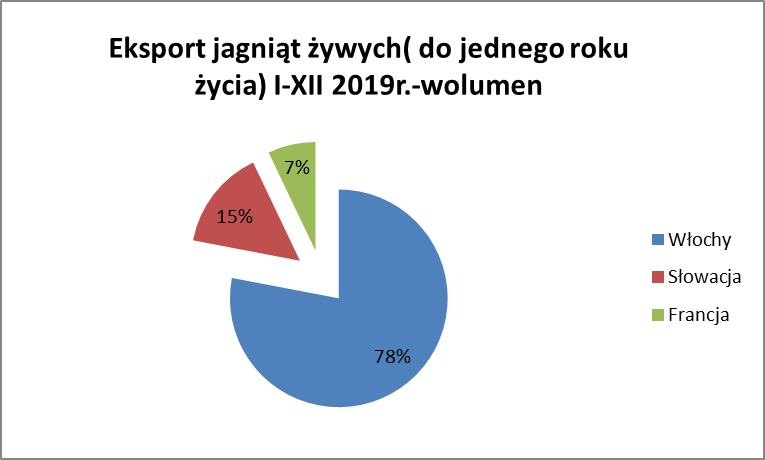 Eksport jagniąt żywych( do jednego roku
życia) I-XII 2019r.-wolumen
7%
15%
78%
Włochy
Słowacja
Francja